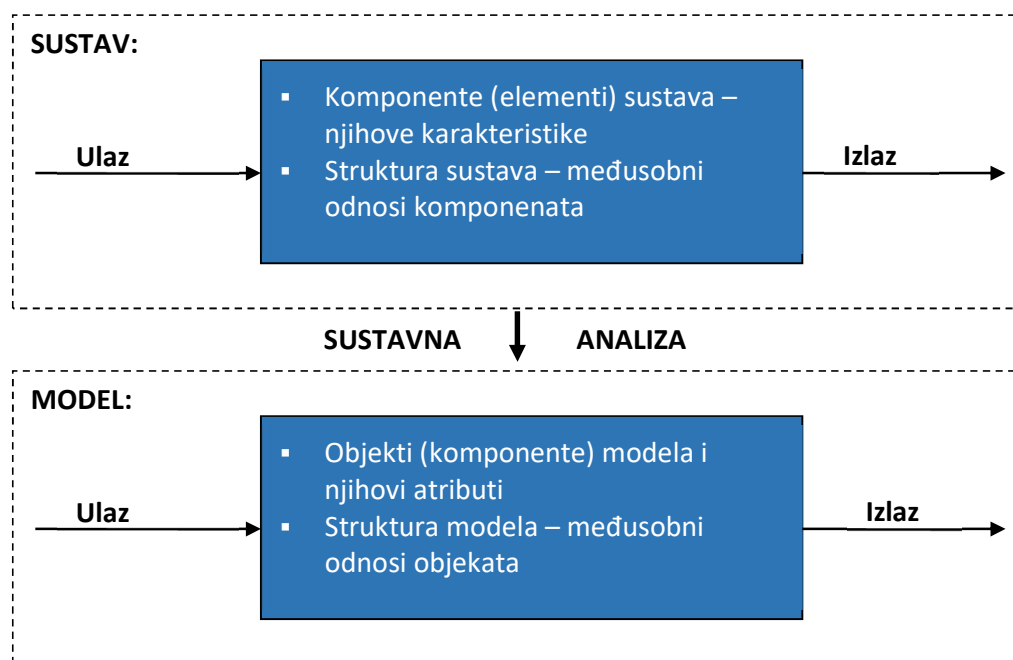 SUSTAV:
▪ Komponente (elementi) sustava –
njihove karakteristike
Ulaz
▪ Struktura sustava – međusobni
odnosi komponenata
Izlaz
SUSTAVNA ANALIZA
MODEL:
▪ Objekti (komponente) modela i
njihovi atributi
Ulaz
▪ Struktura modela – međusobni
odnosi objekata
Izlaz